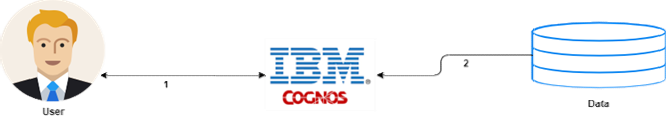 2
IBM®
1
COGNOS
User
Data